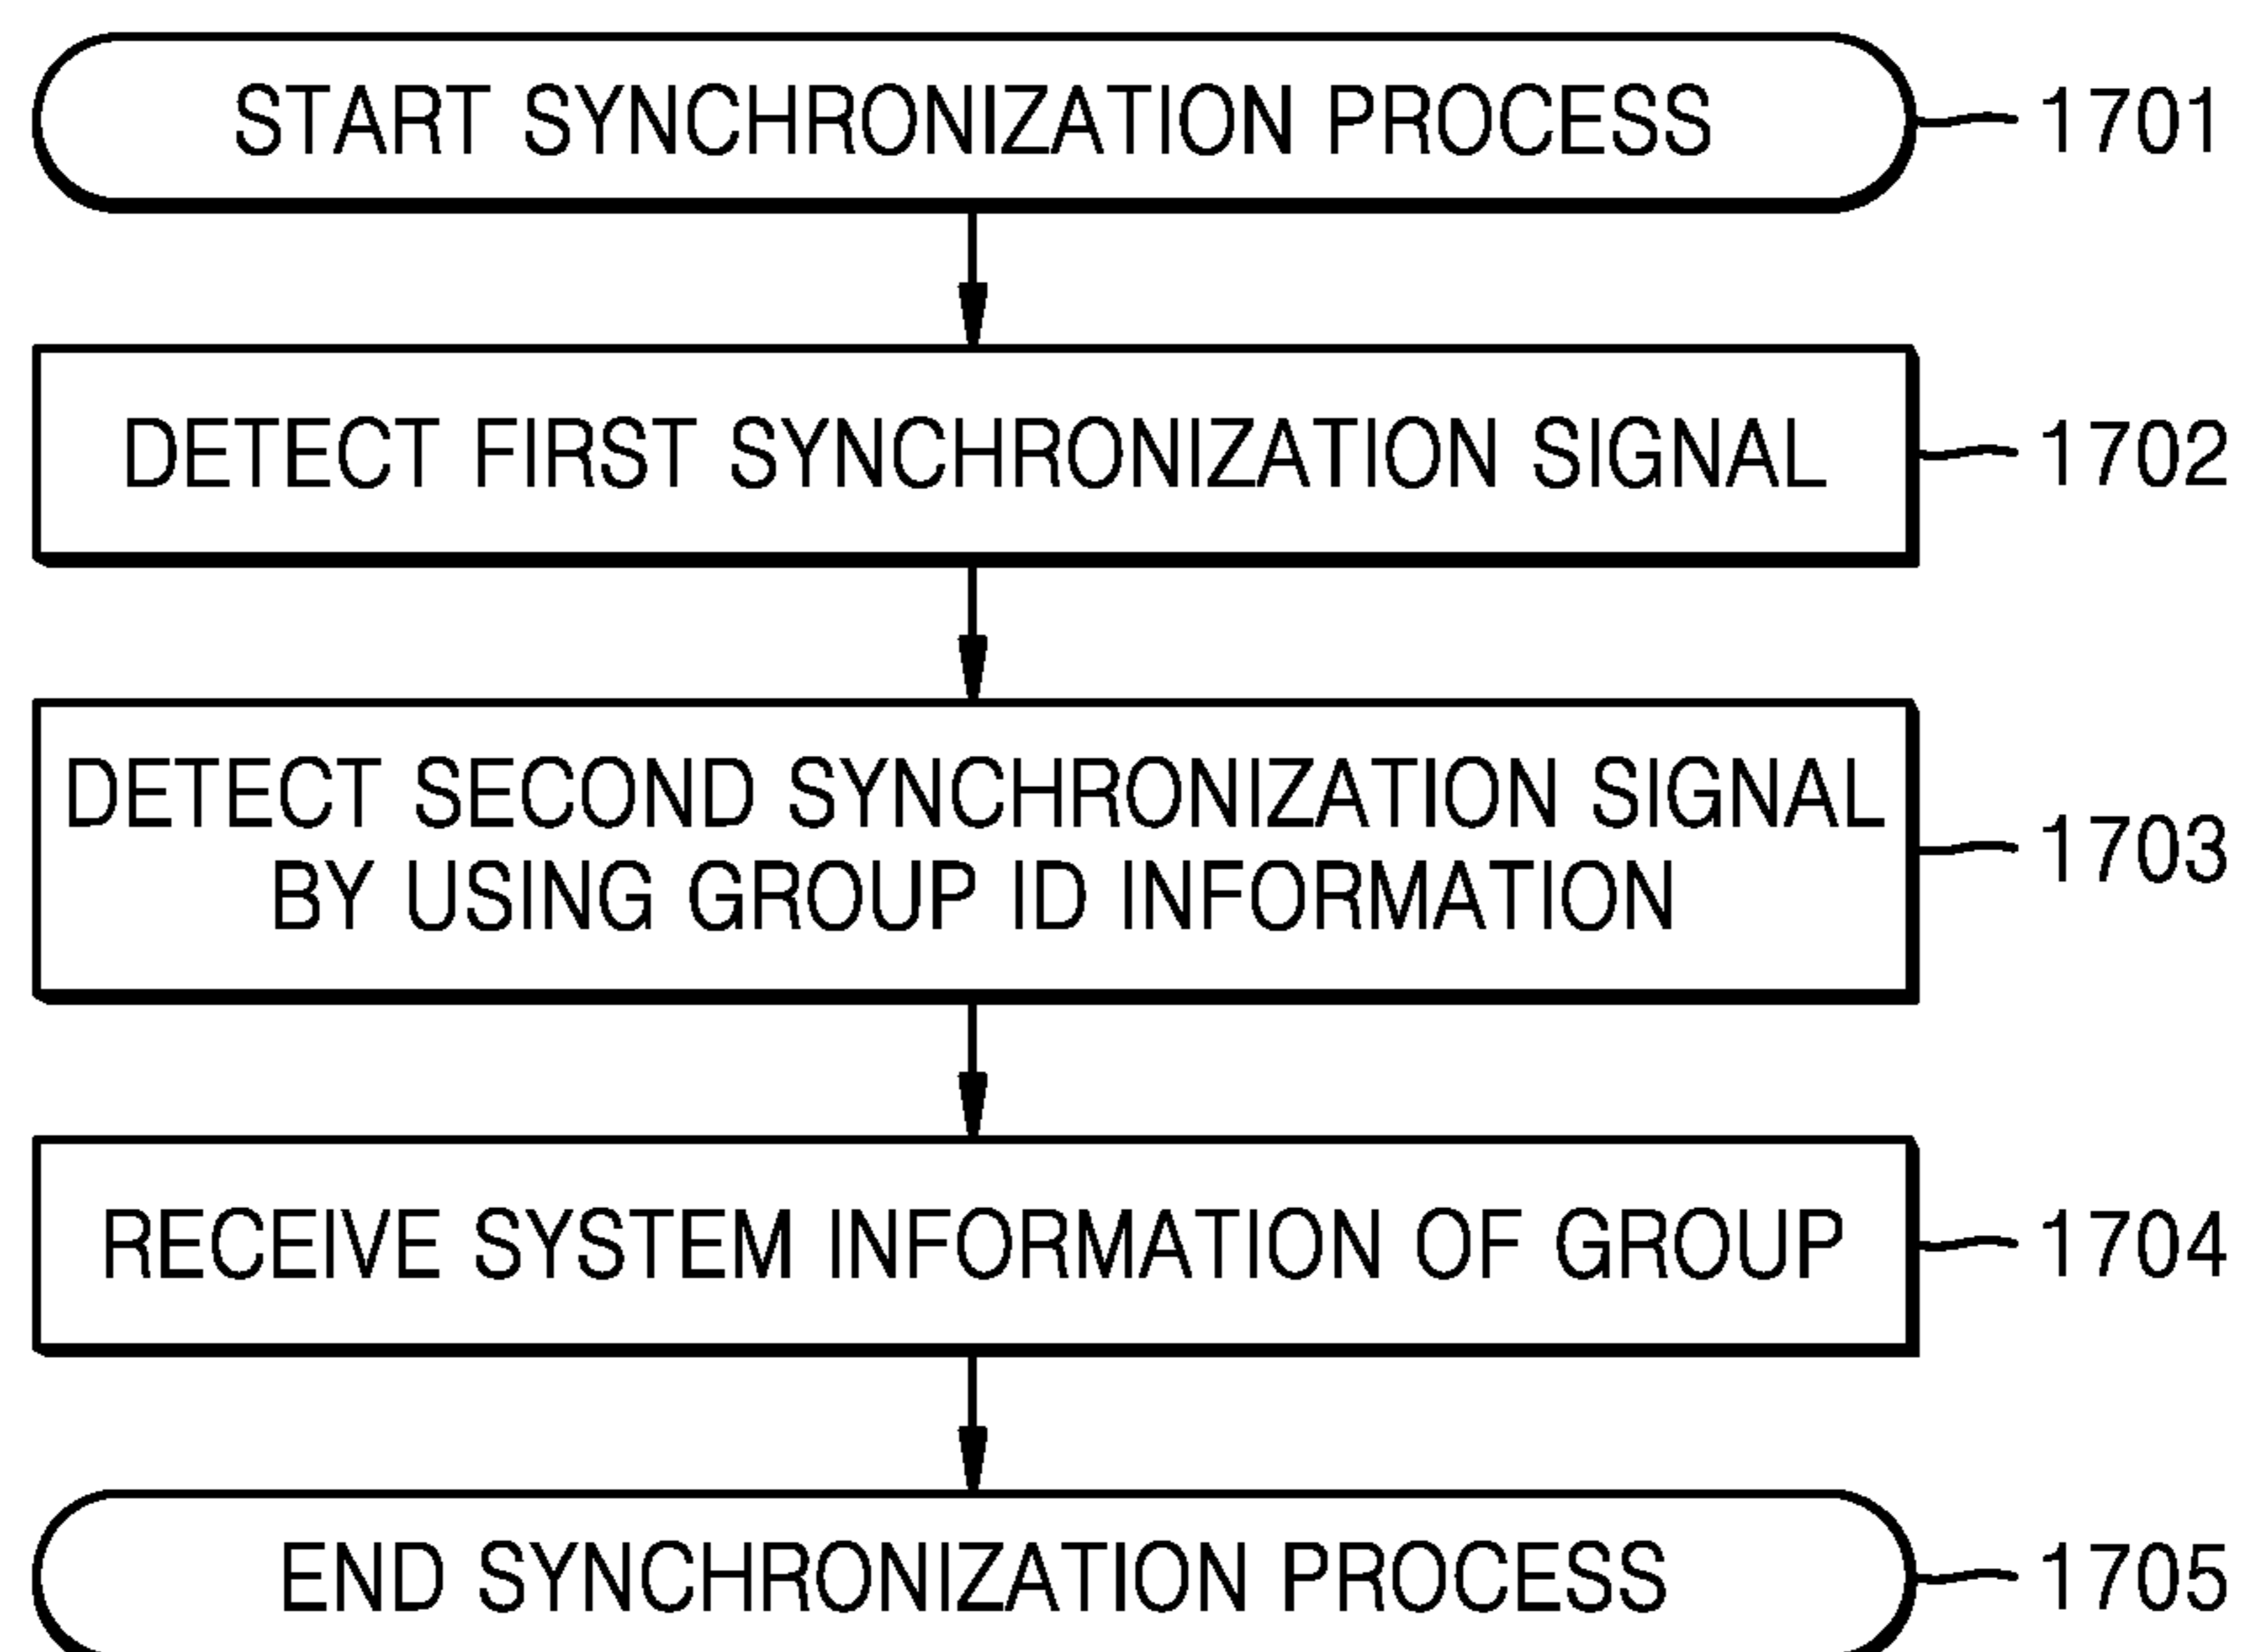 START SYNCHRONIZATION PROCESS
1701
DETECT FIRST SYNCHRONIZATION SIGNAL
1702
DETECT SECOND SYNCHRONIZATION SIGNAL
BY USING GROUP ID INFORMATION
1703
RECEIVE SYSTEM INFORMATION OF GROUP
1704
END SYNCHRONIZATION PROCESS
1705